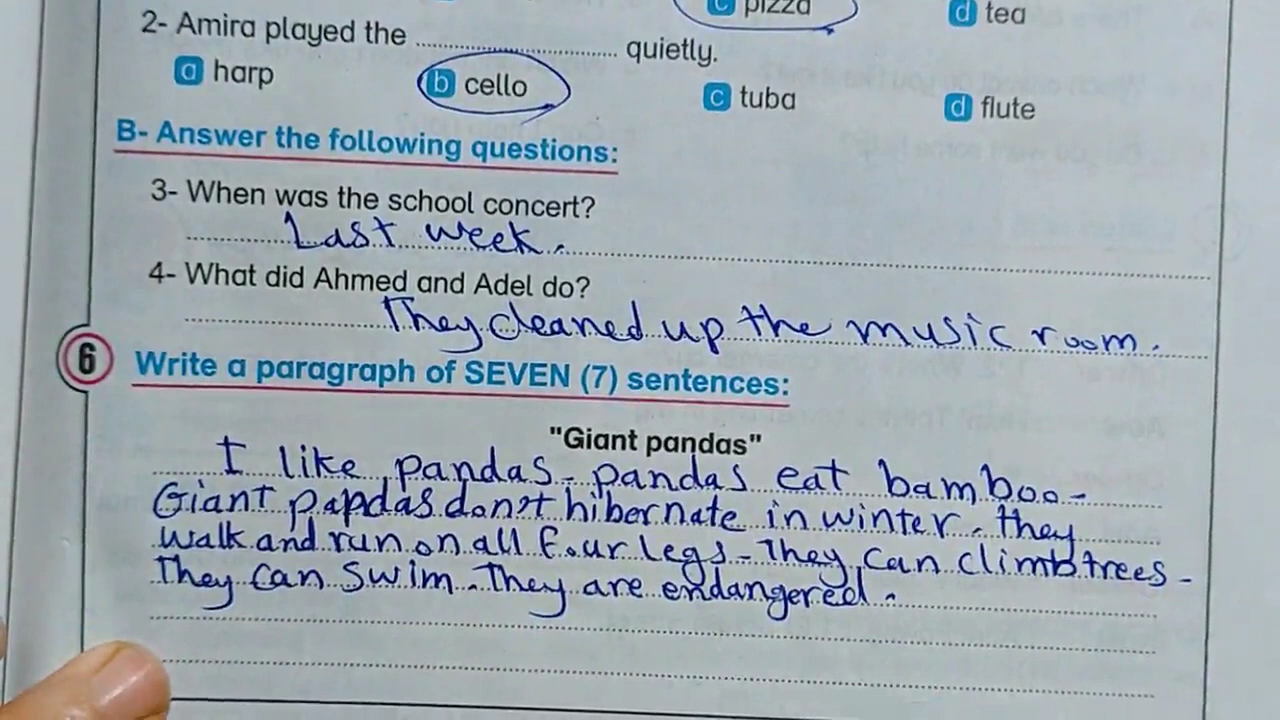 c pizza d tea
2- Amira played the ........................ quietly.
a harp b cello c tuba d flute
B- Answer the following questions:
3- When was the school concert?
Last week.
4- What did Ahmed and Adel do?
They cleaned up the music room.
6 Write a paragraph of SEVEN (7) sentences:
"Giant pandas"
I like pandas. pandas eat bamboo.
Giant pandas don't hibernate in winter. they
walk and run on all four legs. They can climb trees.
They can swim. They are endangered.